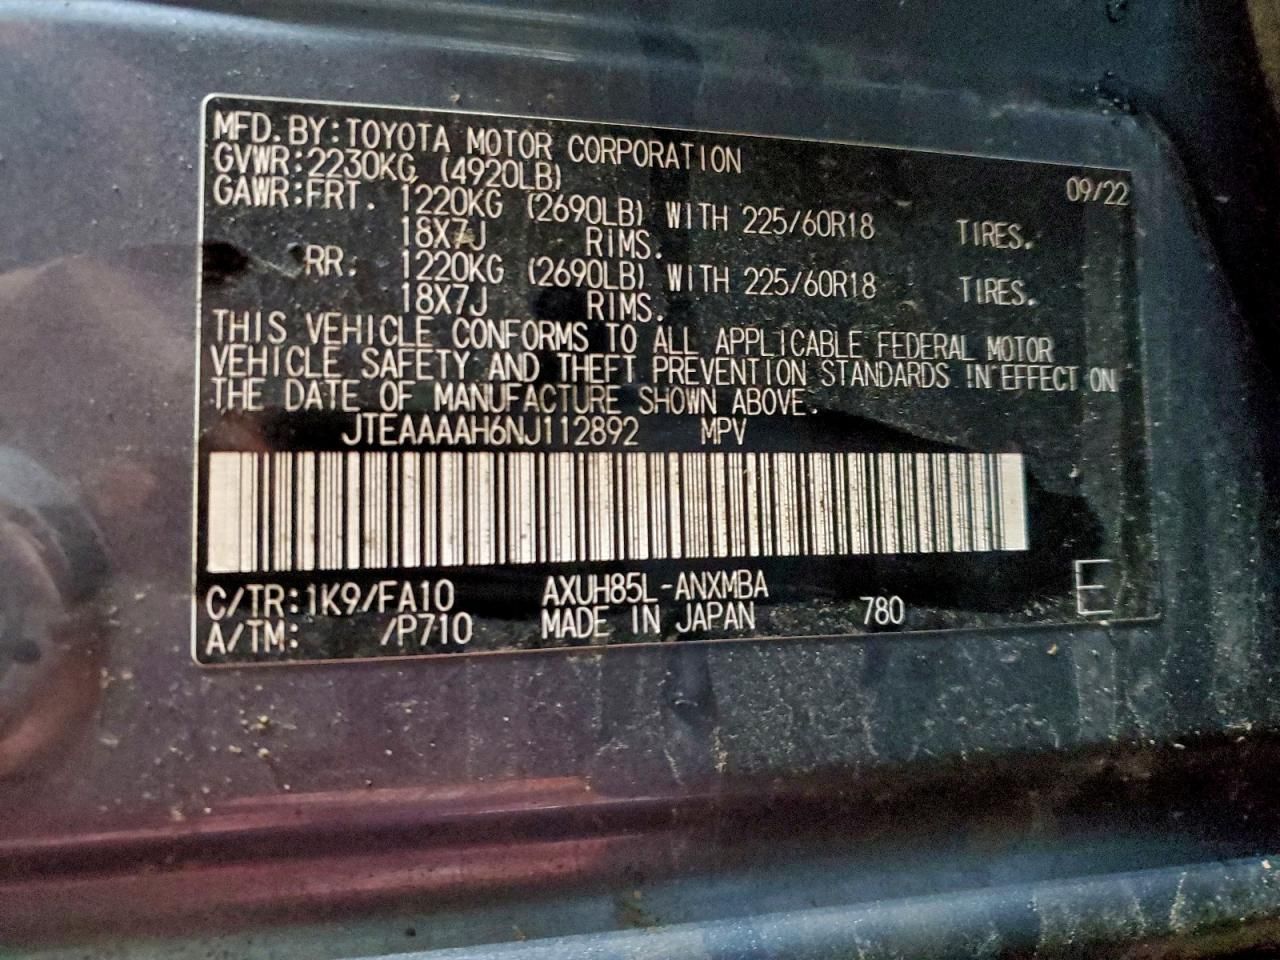 MFD. BY: TOYOTA MOTOR CORPORATION
GVWR: 2230KG (4920LB) 09/22
GAWR: FRT. 1220KG (2690LB) WITH 225/60R18 TIRES.
18X7J RIMS.
RR. 1220KG (2690LB) WITH 225/60R18 TIRES.
18X7J RIMS.
THIS VEHICLE CONFORMS TO ALL APPLICABLE FEDERAL MOTOR
VEHICLE SAFETY AND THEFT PREVENTION STANDARDS IN EFFECT ON
THE DATE OF MANUFACTURE SHOWN ABOVE.
JTEAAAAH6NJ112892 MPV
C/TR: 1K9/FA10 AXUH85L-ANXMBA
A/TM: /P710 MADE IN JAPAN 780 E